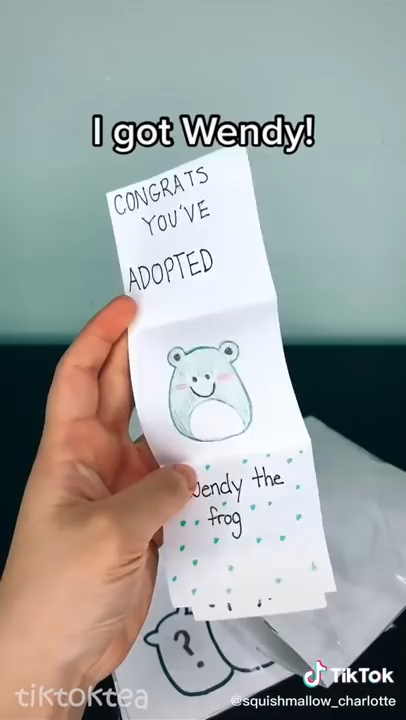 I got Wendy!
CONGRATS
YOU'VE
ADOPTED
Wendy the
frog
?
TikTok
tiktoktea
@squishmallow_charlotte